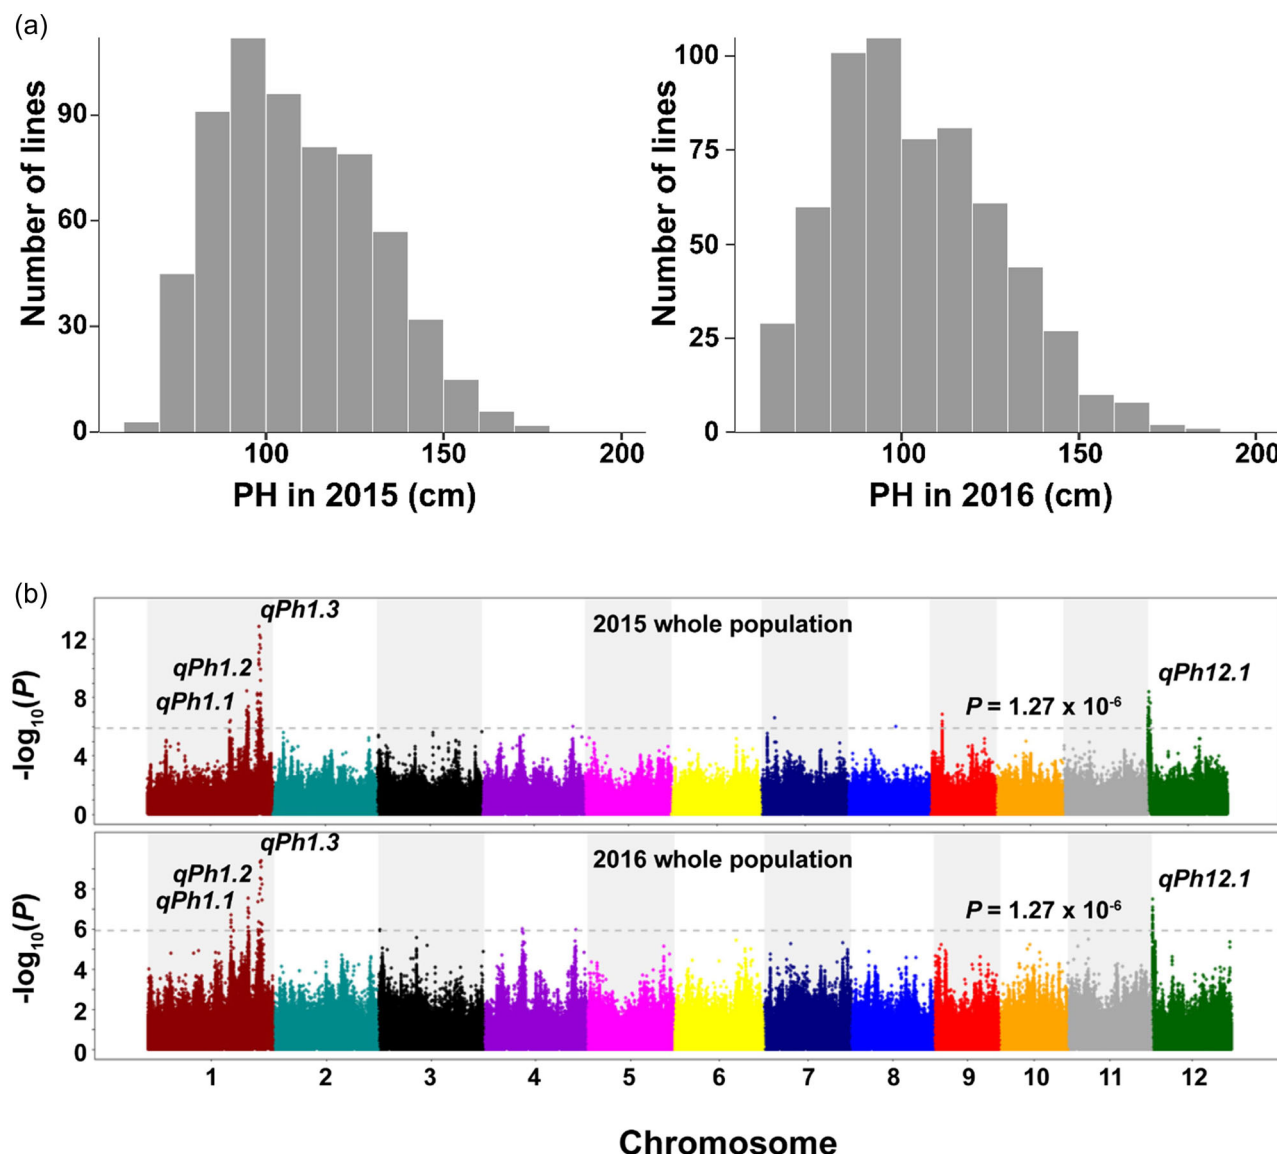 (a)
Number of lines
90
60
30
0
100 150 200
PH in 2015 (cm)
Number of lines
100
75
50
25
0
100 150 200
PH in 2016 (cm)
(b)
2015 whole population
qPh1.3
qPh1.2
qPh1.1
qPh12.1
P = 1.27 x 10⁻⁶
-log₁₀(P)
12
8
4
0
2016 whole population
qPh1.3
qPh1.2
qPh1.1
qPh12.1
P = 1.27 x 10⁻⁶
-log₁₀(P)
8
6
4
2
0
1 2 3 4 5 6 7 8 9 10 11 12
Chromosome